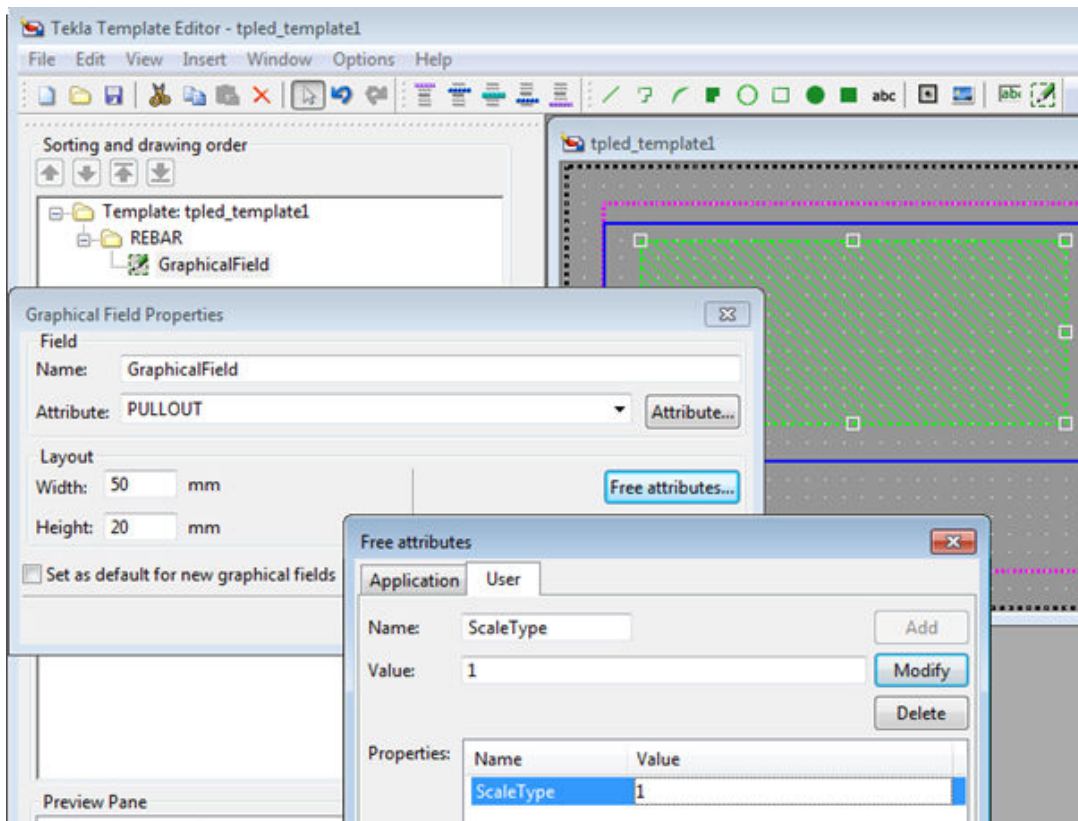 Tekla Template Editor - tpled_template1
File Edit View Insert Window Options Help
abc
abc
Sorting and drawing order
tpled_template1
Template: tpled_template1
REBAR
GraphicalField
Graphical Field Properties
Field
Name: GraphicalField
Attribute: PULLOUT Attribute...
Layout
Width: 50 mm Free attributes...
Height: 20 mm
Set as default for new graphical fields
Free attributes
Application User
Name: ScaleType Add
Value: 1 Modify
Delete
Properties: Name Value
ScaleType 1
Preview Pane